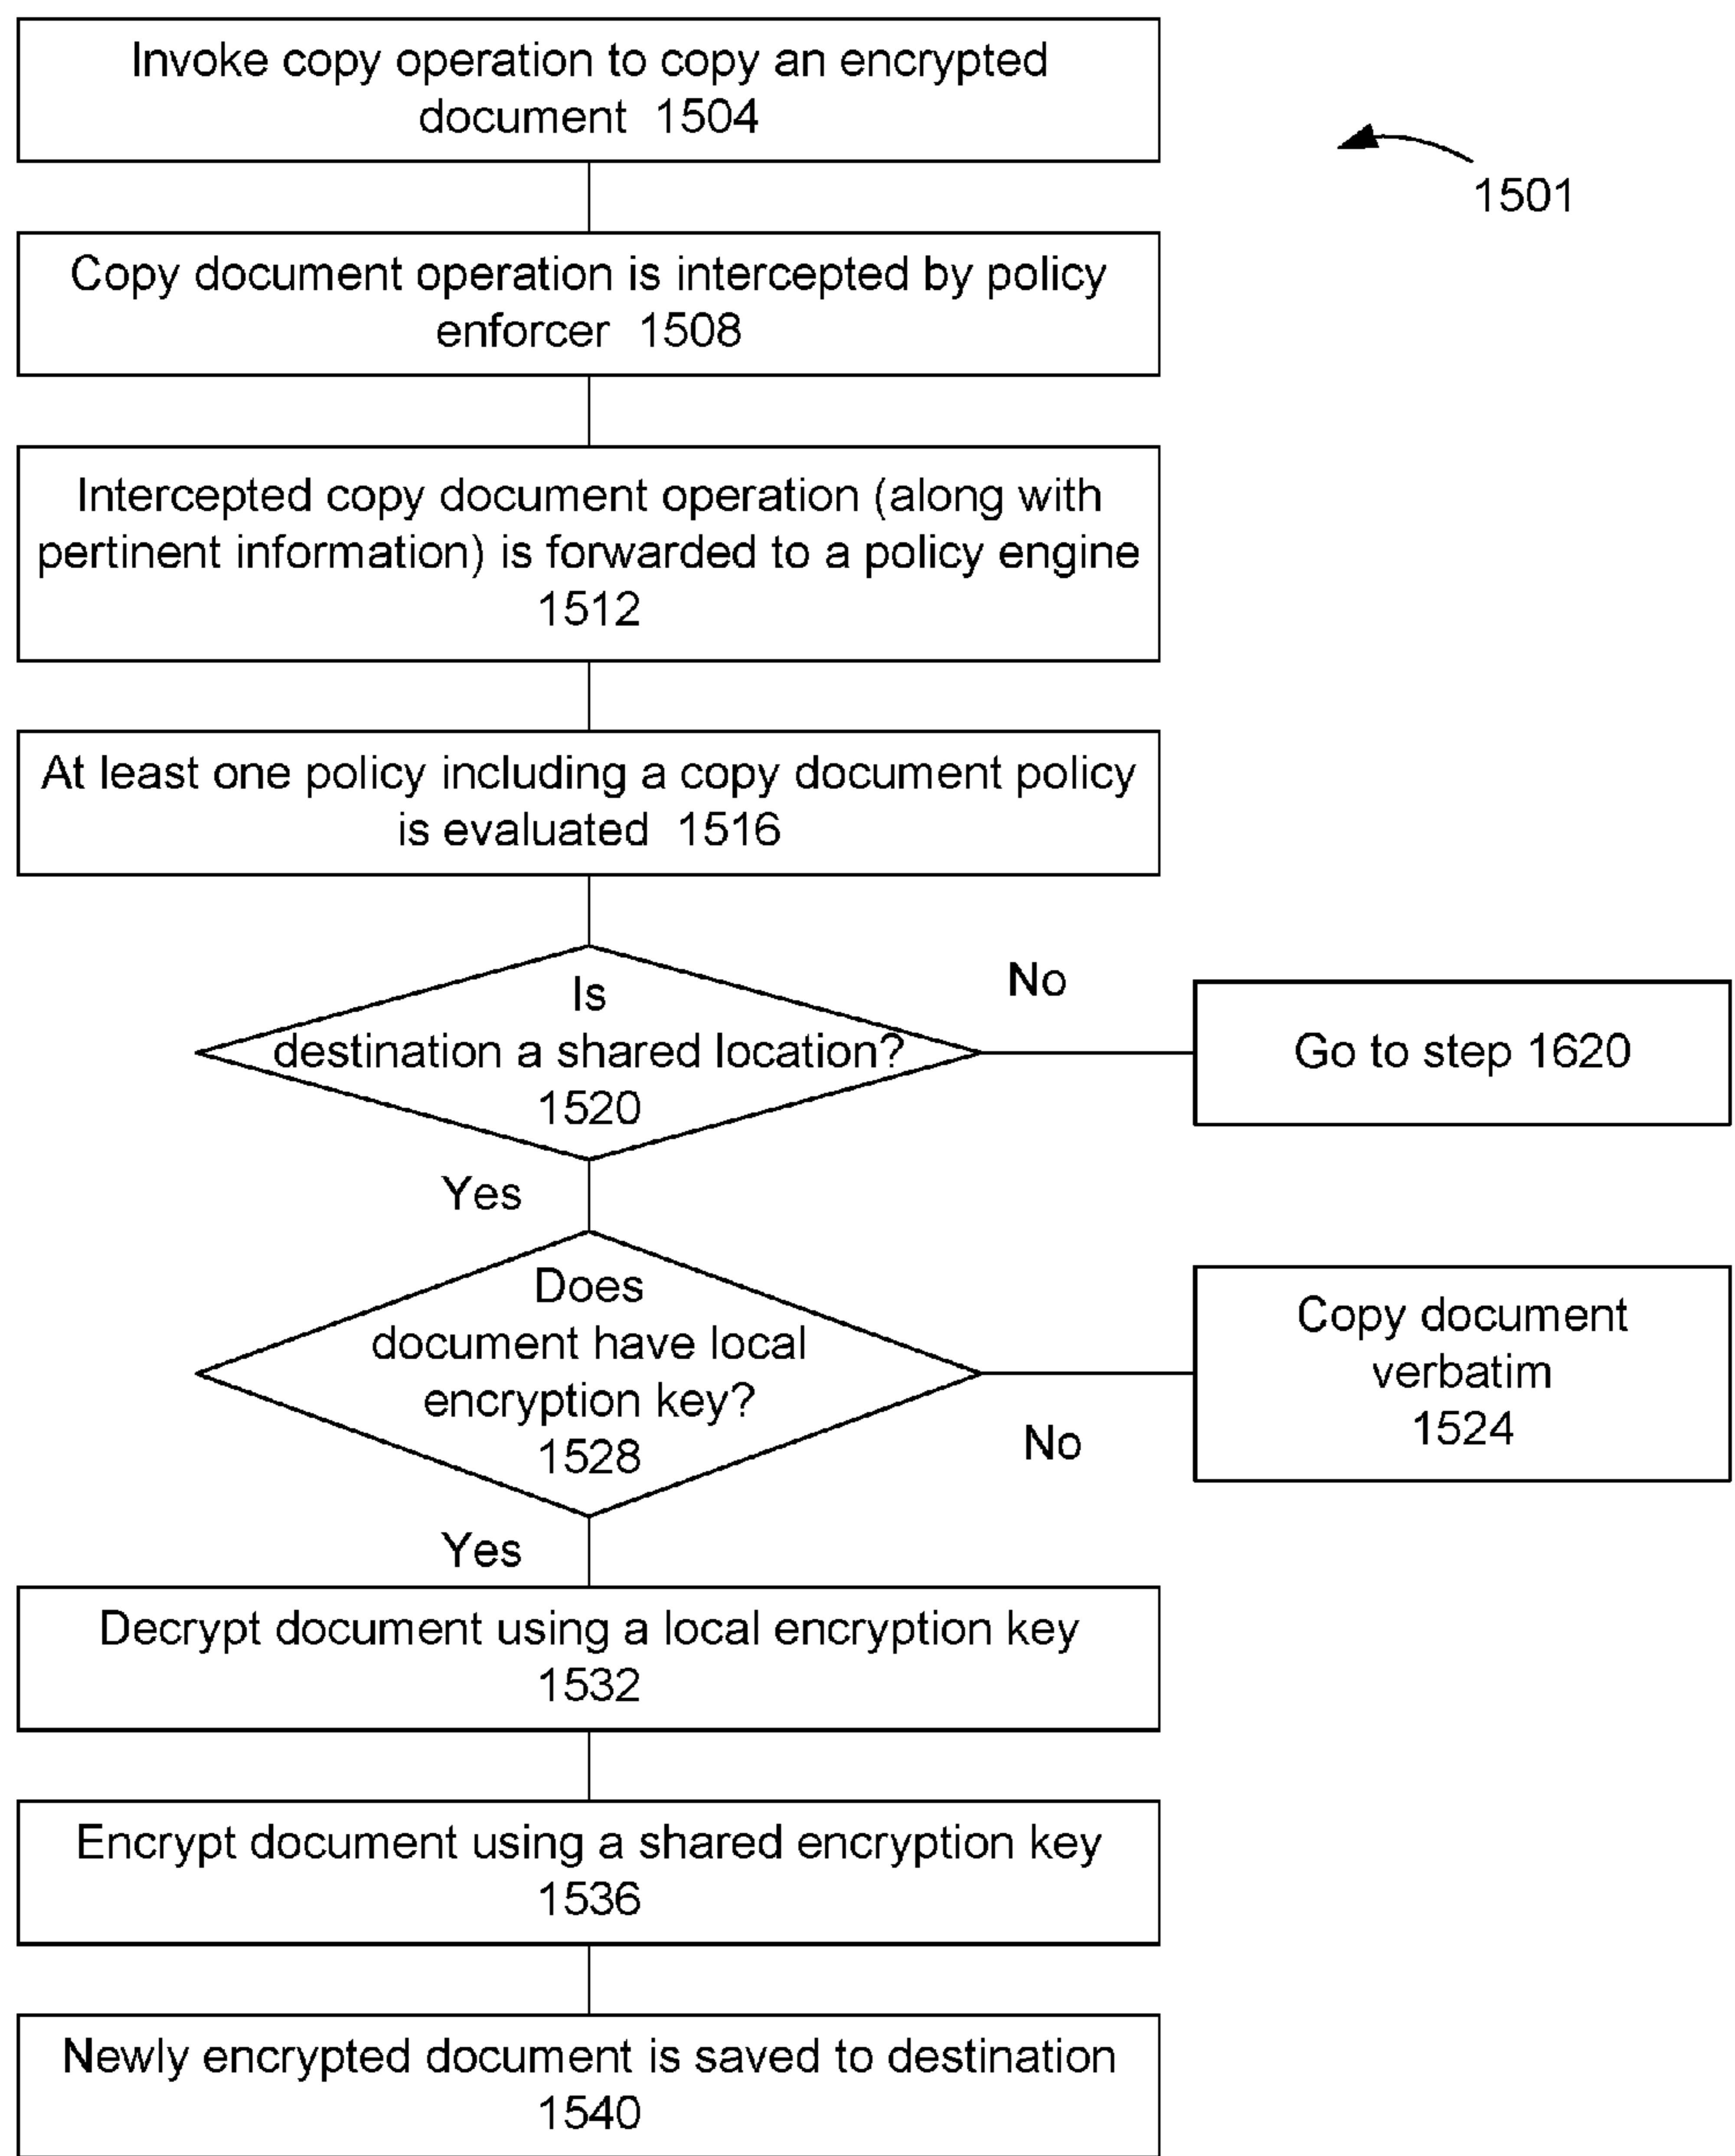 Invoke copy operation to copy an encrypted
document 1504
1501
Copy document operation is intercepted by policy
enforcer 1508
Intercepted copy document operation (along with
pertinent information) is forwarded to a policy engine
1512
At least one policy including a copy document policy
is evaluated 1516
Is
destination a shared location?
1520
No
Go to step 1620
Yes
Does
document have local
encryption key?
1528
No
Copy document
verbatim
1524
Yes
Decrypt document using a local encryption key
1532
Encrypt document using a shared encryption key
1536
Newly encrypted document is saved to destination
1540